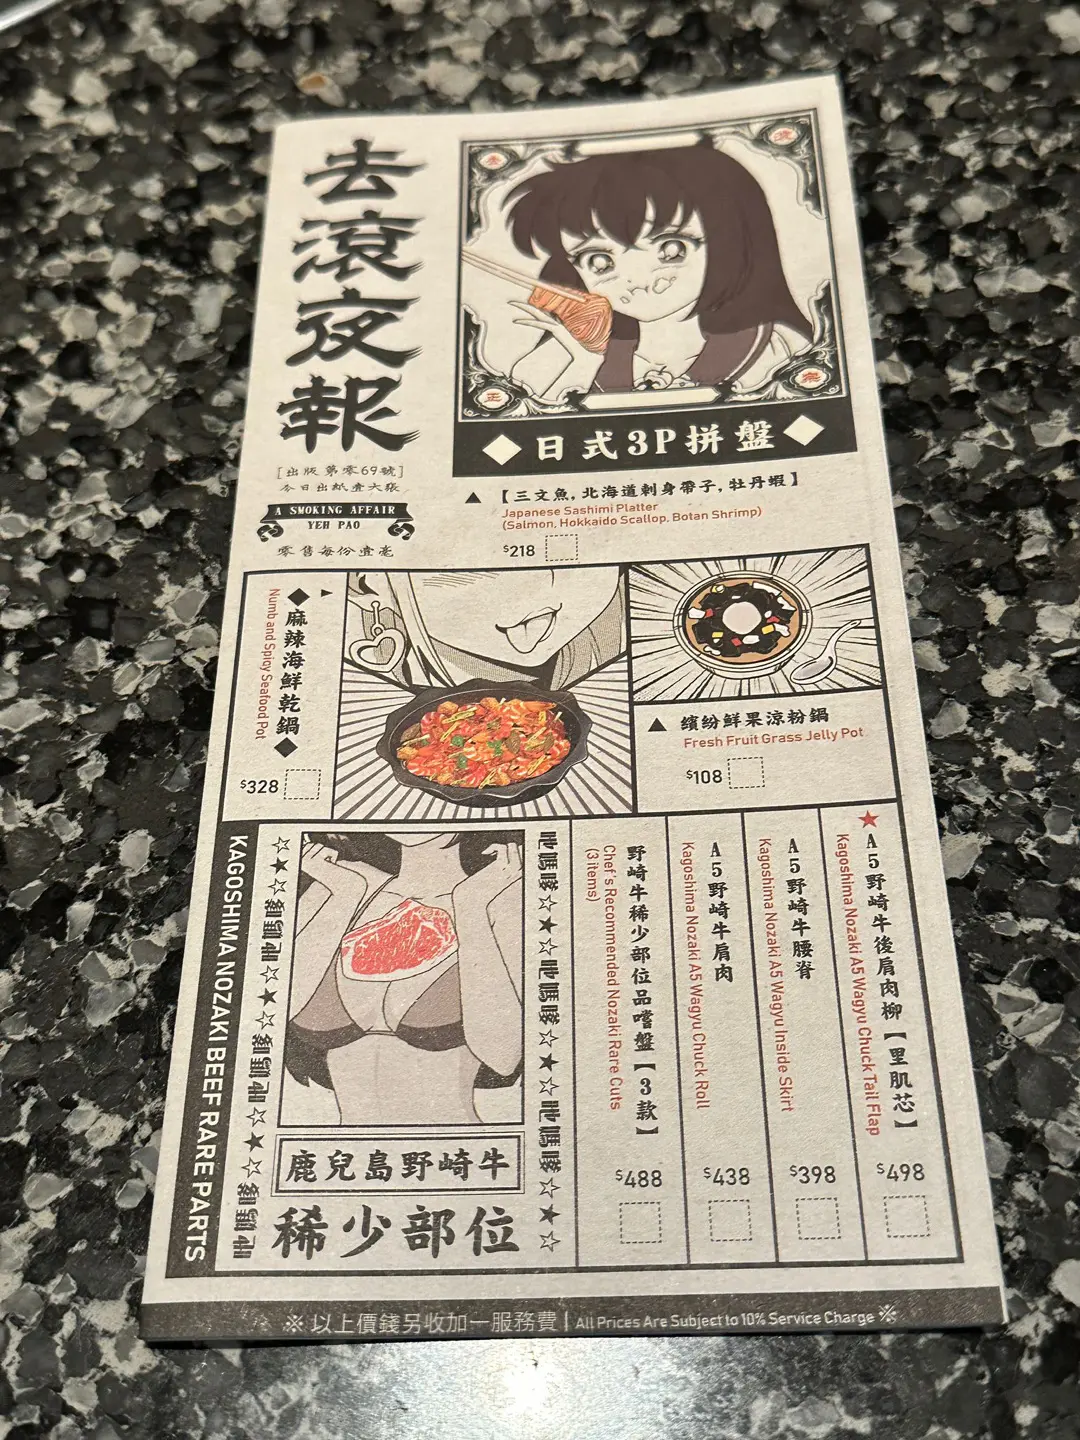 去滾夜報
[出版第零69號]
今日出紙壹大張
A SMOKING AFFAIR
YEH PAO
零售每份壹毫
正
◆日式3P拼盤◆
▲【三文魚, 北海道刺身帶子, 牡丹蝦】
Japanese Sashimi Platter
(Salmon, Hokkaido Scallop, Botan Shrimp)
$218
◆麻辣海鮮乾鍋◆
Numb and Spicy Seafood Pot
$328
▲ 繽紛鮮果涼粉鍋
Fresh Fruit Grass Jelly Pot
$108
KAGOSHIMA NOZAKI BEEF RARE PARTS
鹿兒島野崎牛
稀少部位
野崎牛稀少部位品嚐盤【3款】
Chef's Recommended Nozaki Rare Cuts
(3 items)
$488
A5野崎牛肩肉
Kagoshima Nozaki A5 Wagyu Chuck Roll
$438
A5野崎牛腰脊
Kagoshima Nozaki A5 Wagyu Inside Skirt
$398
★A5野崎牛後肩肉柳【里肌芯】
Kagoshima Nozaki A5 Wagyu Chuck Tail Flap
$498
※ 以上價錢另收加一服務費 | All Prices Are Subject to 10% Service Charge ※